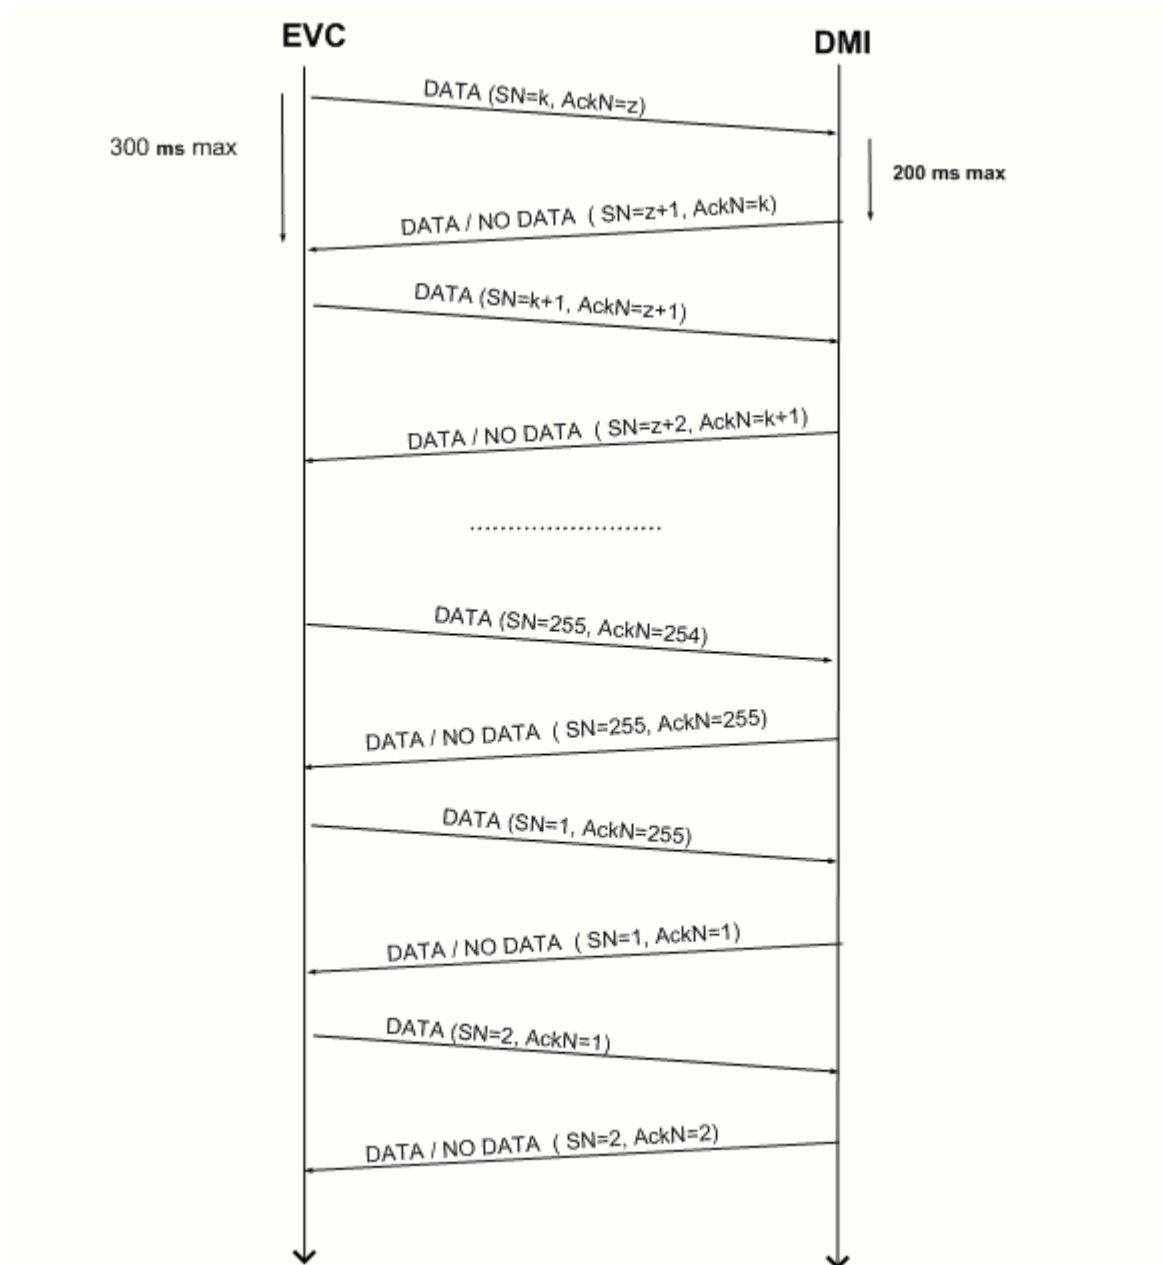 EVC
DMI
DATA (SN=k, AckN=z)
300 ms max
200 ms max
DATA / NO DATA ( SN=z+1, AckN=k)
DATA (SN=k+1, AckN=z+1)
DATA / NO DATA ( SN=z+2, AckN=k+1)
.........................
DATA (SN=255, AckN=254)
DATA / NO DATA ( SN=255, AckN=255)
DATA (SN=1, AckN=255)
DATA / NO DATA ( SN=1, AckN=1)
DATA (SN=2, AckN=1)
DATA / NO DATA ( SN=2, AckN=2)